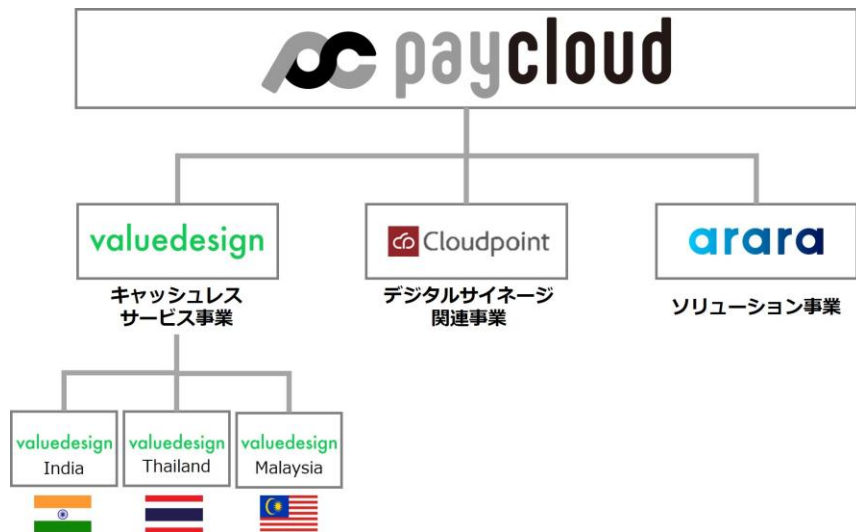 paycloud
valuedesign
Cloudpoint
arara
キャッシュレス
サービス事業
デジタルサイネージ
関連事業
ソリューション事業
valuedesign
India
valuedesign
Thailand
valuedesign
Malaysia